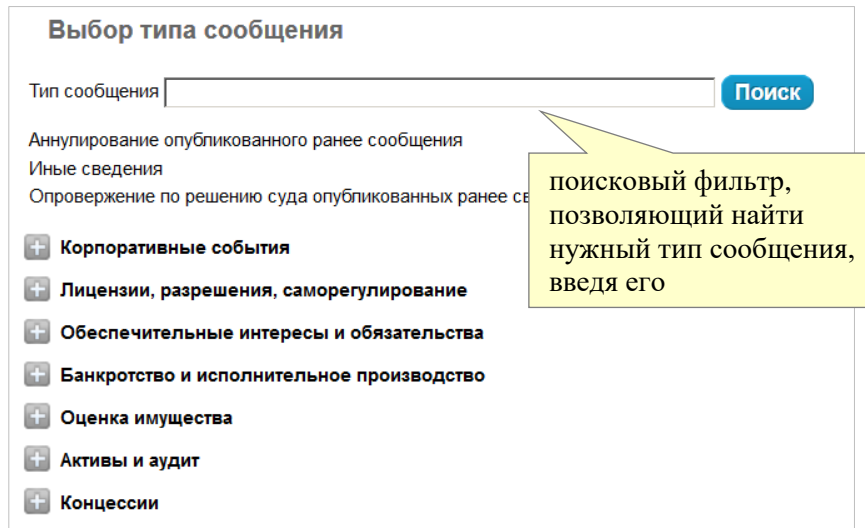 Выбор типа сообщения
Тип сообщения
Поиск
Аннулирование опубликованного ранее сообщения
Иные сведения
Опровержение по решению суда опубликованных ранее св
поисковый фильтр,
позволяющий найти
нужный тип сообщения,
введя его
Корпоративные события
Лицензии, разрешения, саморегулирование
Обеспечительные интересы и обязательства
Банкротство и исполнительное производство
Оценка имущества
Активы и аудит
Концессии